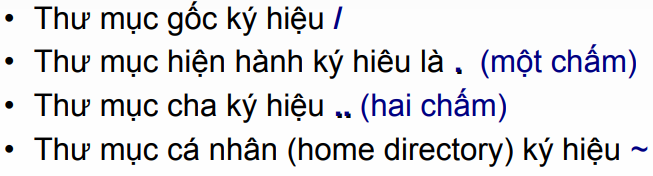 • Thư mục gốc ký hiệu /
• Thư mục hiện hành ký hiêu là . (một chấm)
• Thư mục cha ký hiệu .. (hai chấm)
• Thư mục cá nhân (home directory) ký hiệu ~